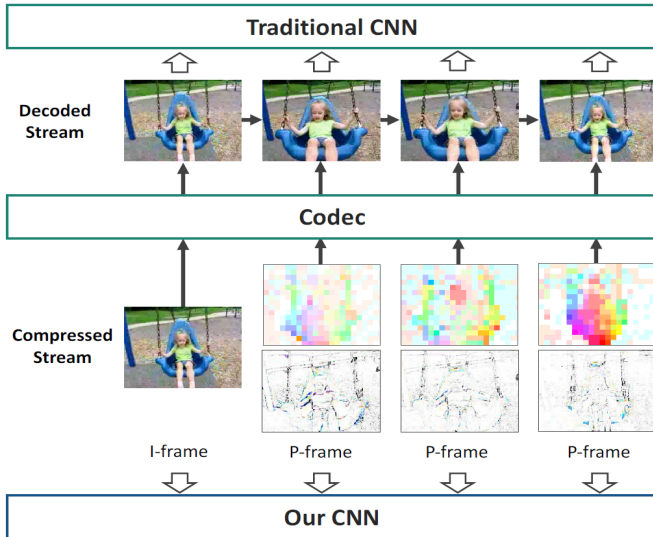 Traditional CNN
Decoded
Stream
Codec
Compressed
Stream
I-frame
P-frame
P-frame
P-frame
Our CNN